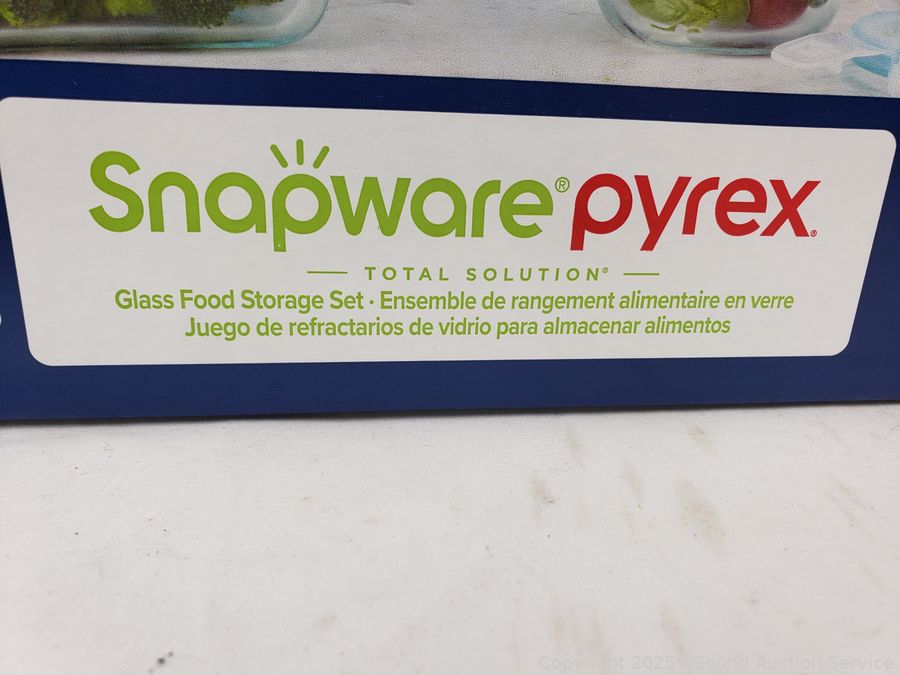 Snapware® pyrex®
TOTAL SOLUTION®
Glass Food Storage Set · Ensemble de rangement alimentaire en verre
Juego de refractarios de vidrio para almacenar alimentos
Copyright 2025 - Sound Auction Service